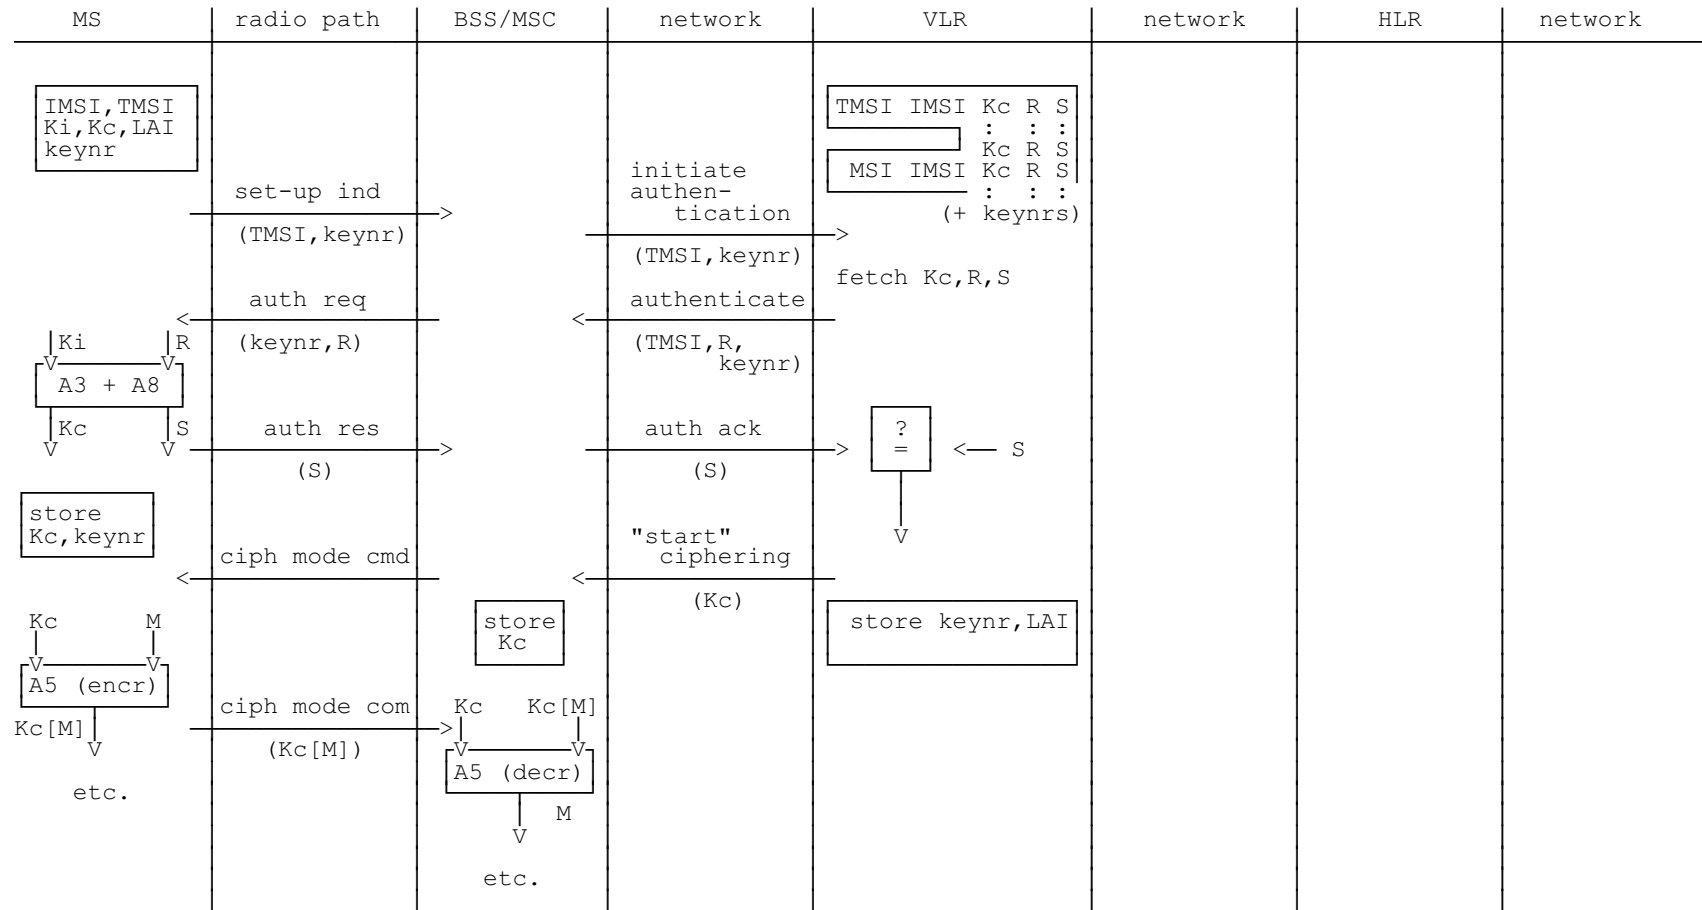 MS radio path BSS/MSC network VLR network HLR network
IMSI,TMSI
Ki,Kc,LAI
keynr
TMSI IMSI Kc R S
: : :
Kc R S
MSI IMSI Kc R S
: : :
(+ keynrs)
set-up ind
(TMSI,keynr)
initiate
authen-
tication
(TMSI,keynr)
fetch Kc,R,S
auth req
(keynr,R)
authenticate
(TMSI,R,
keynr)
Ki R
A3 + A8
Kc S
auth res
(S)
auth ack
(S)
?
=
S
store
Kc,keynr
ciph mode cmd
"start"
ciphering
(Kc)
store
Kc
store keynr,LAI
Kc M
A5 (encr)
Kc[M]
etc.
ciph mode com
(Kc[M])
Kc Kc[M]
A5 (decr)
M
etc.